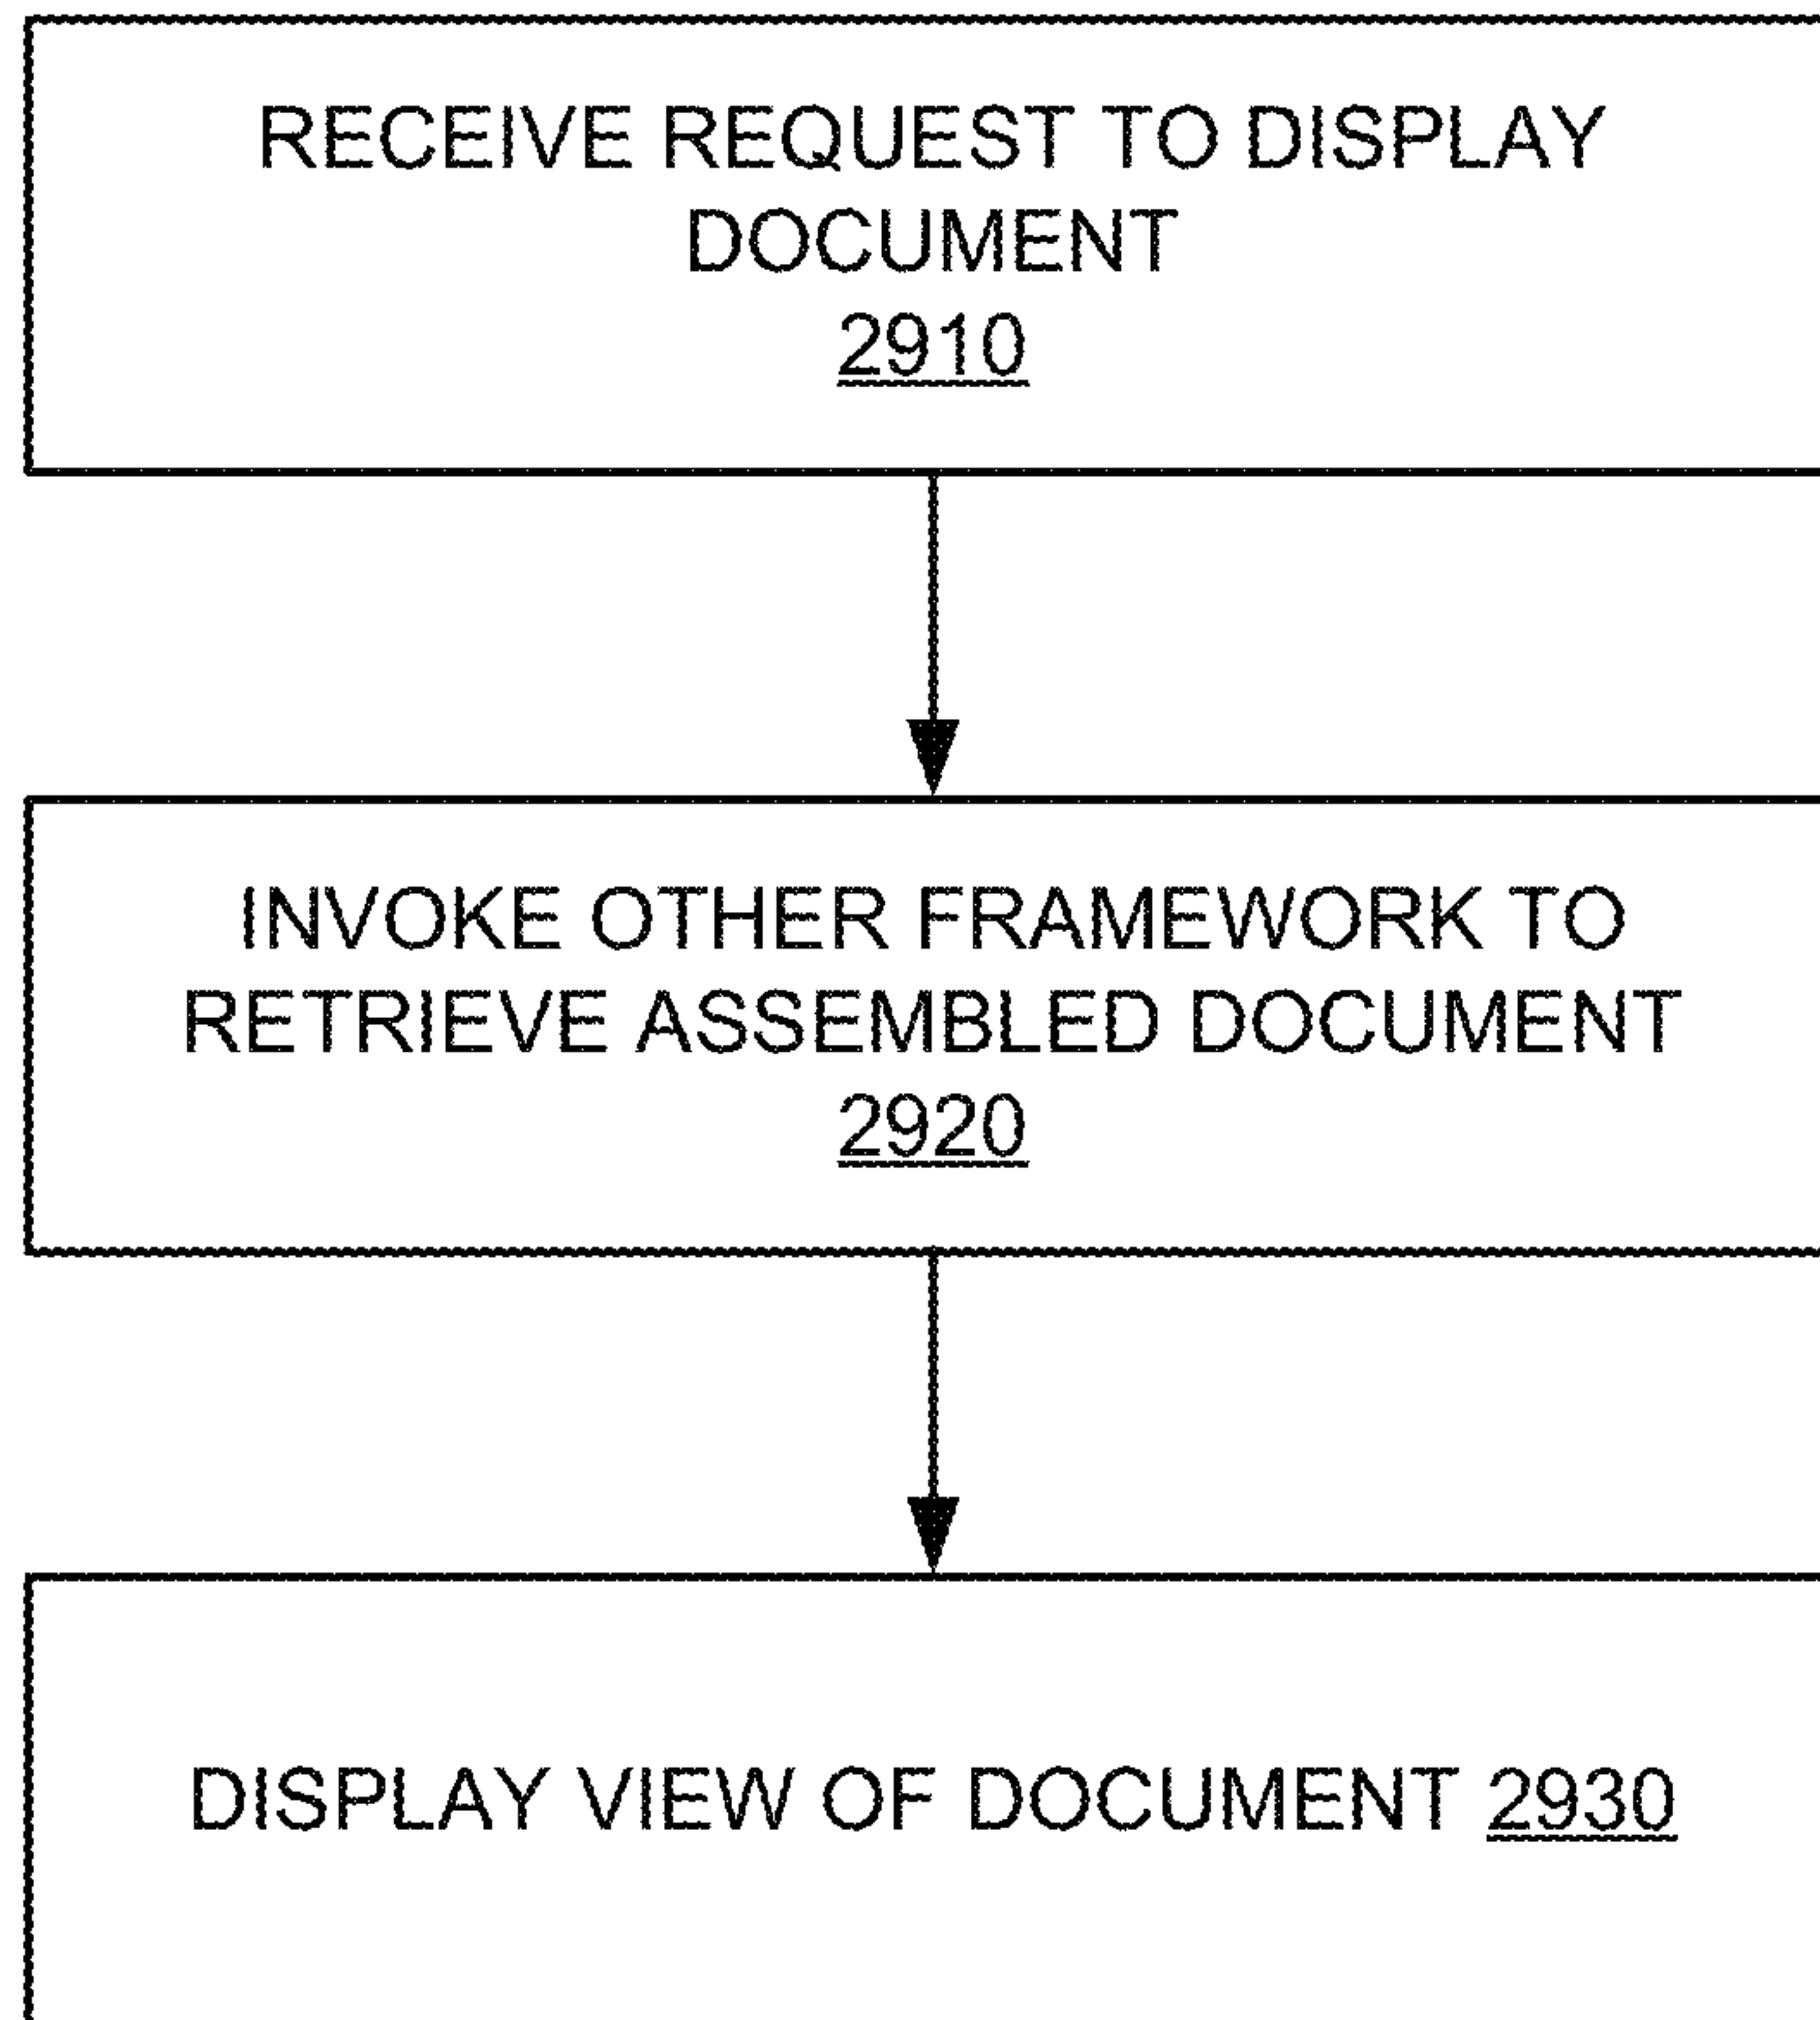 RECEIVE REQUEST TO DISPLAY
DOCUMENT
2910
INVOKE OTHER FRAMEWORK TO
RETRIEVE ASSEMBLED DOCUMENT
2920
DISPLAY VIEW OF DOCUMENT 2930